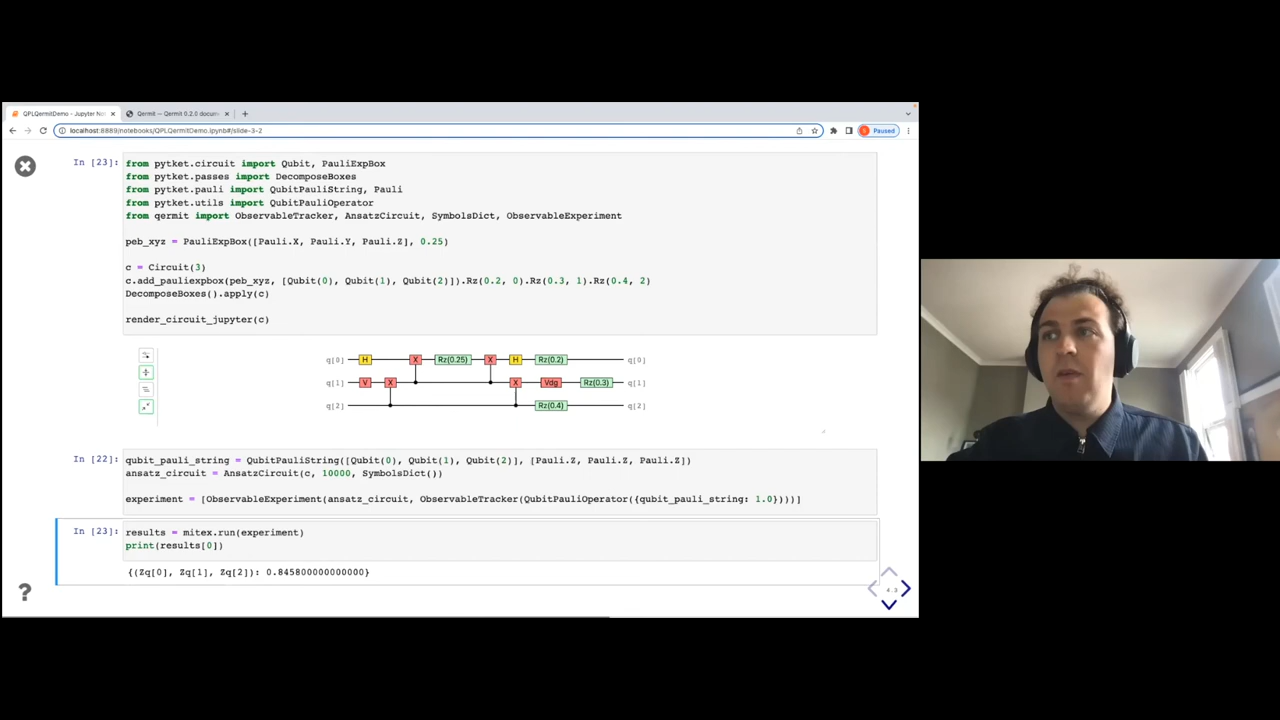 QPLQermitDemo - Jupyter Not
Qermit — Qermit 0.2.0 docum
localhost:8889/notebooks/QPLQermitDemo.ipynb#/slide-3-2
Paused
In [23]:
from pytket.circuit import Qubit, PauliExpBox
from pytket.passes import DecomposeBoxes
from pytket.pauli import QubitPauliString, Pauli
from pytket.utils import QubitPauliOperator
from qermit import ObservableTracker, AnsatzCircuit, SymbolsDict, ObservableExperiment
peb_xyz = PauliExpBox([Pauli.X, Pauli.Y, Pauli.Z], 0.25)
c = Circuit(3)
c.add_pauliexpbox(peb_xyz, [Qubit(0), Qubit(1), Qubit(2)]).Rz(0.2, 0).Rz(0.3, 1).Rz(0.4, 2)
DecomposeBoxes().apply(c)
render_circuit_jupyter(c)
q[0] H X Rz(0.25) X H Rz(0.2) q[0]
q[1] V X X Vdg Rz(0.3) q[1]
q[2] Rz(0.4) q[2]
In [22]:
qubit_pauli_string = QubitPauliString([Qubit(0), Qubit(1), Qubit(2)], [Pauli.Z, Pauli.Z, Pauli.Z])
ansatz_circuit = AnsatzCircuit(c, 10000, SymbolsDict())
experiment = [ObservableExperiment(ansatz_circuit, ObservableTracker(QubitPauliOperator({qubit_pauli_string: 1.0})))]
In [23]:
results = mitex.run(experiment)
print(results[0])
{(Zq[0], Zq[1], Zq[2]): 0.845800000000000}
?
4.3